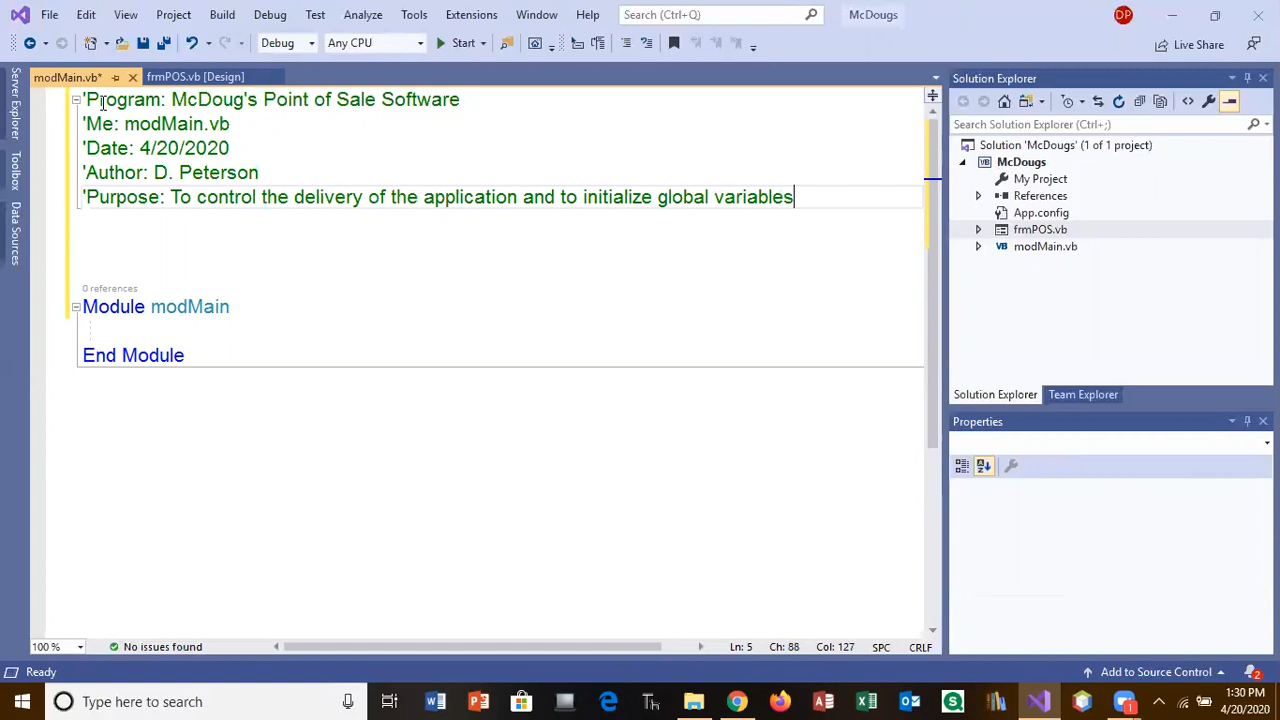 File Edit View Project Build Debug Test Analyze Tools Extensions Window Help Search (Ctrl+Q) McDougs DP
Debug Any CPU Start Live Share
modMain.vb* frmPOS.vb [Design]
Server Explorer
Toolbox
Data Sources
'Program: McDoug's Point of Sale Software
'Me: modMain.vb
'Date: 4/20/2020
'Author: D. Peterson
'Purpose: To control the delivery of the application and to initialize global variables
0 references
Module modMain
End Module
100 % No issues found Ln: 5 Ch: 88 Col: 127 SPC CRLF
Solution Explorer
Search Solution Explorer (Ctrl+;)
Solution 'McDougs' (1 of 1 project)
McDougs
My Project
References
App.config
frmPOS.vb
modMain.vb
Solution Explorer Team Explorer
Properties
Ready Add to Source Control 2
Type here to search 1 1:30 PM
4/20/2020